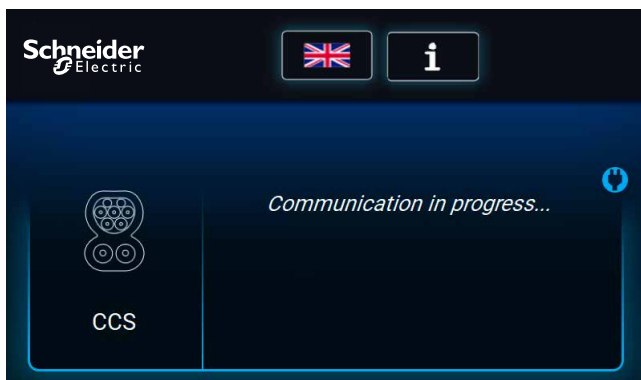 Schneider
Electric
i
Communication in progress...
CCS